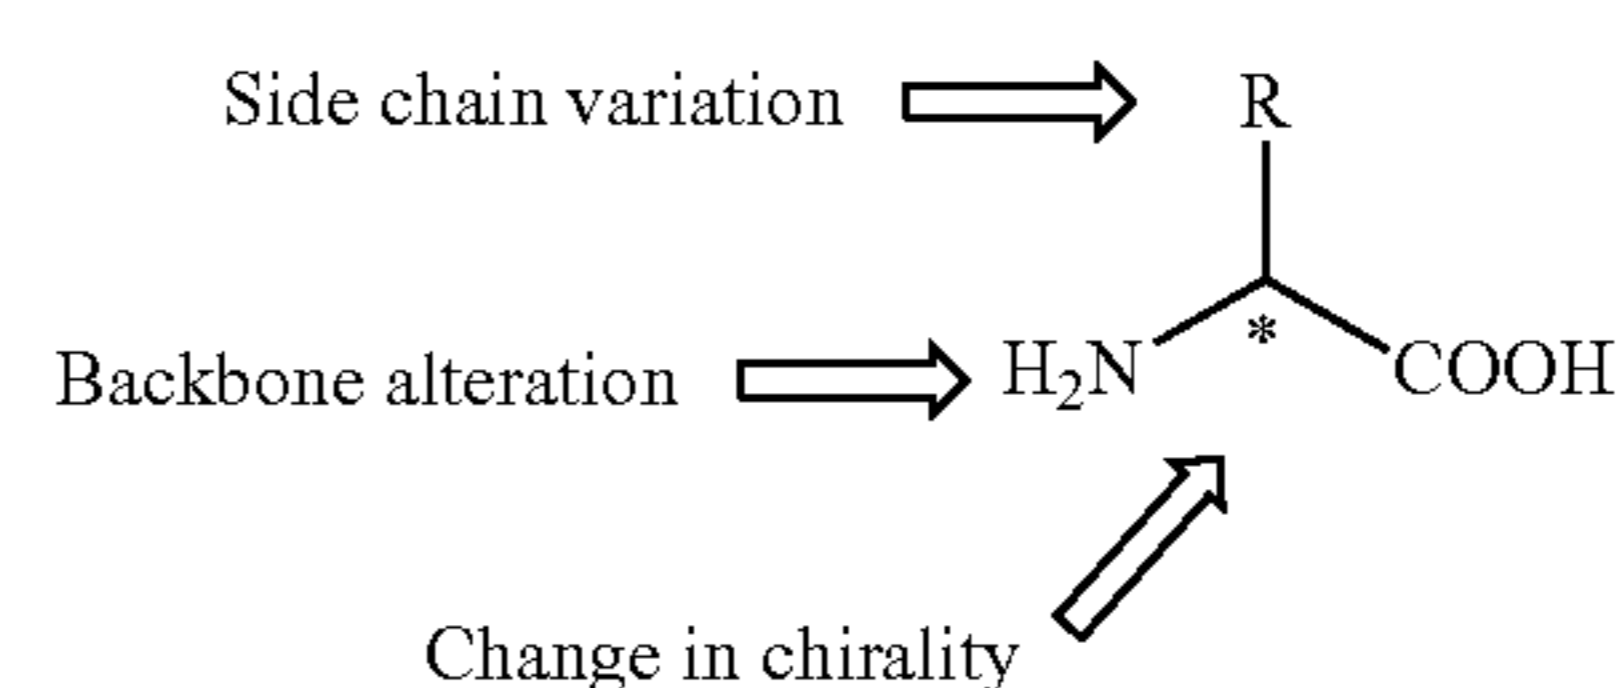 Side chain variation R
*
Backbone alteration H₂N COOH
Change in chirality